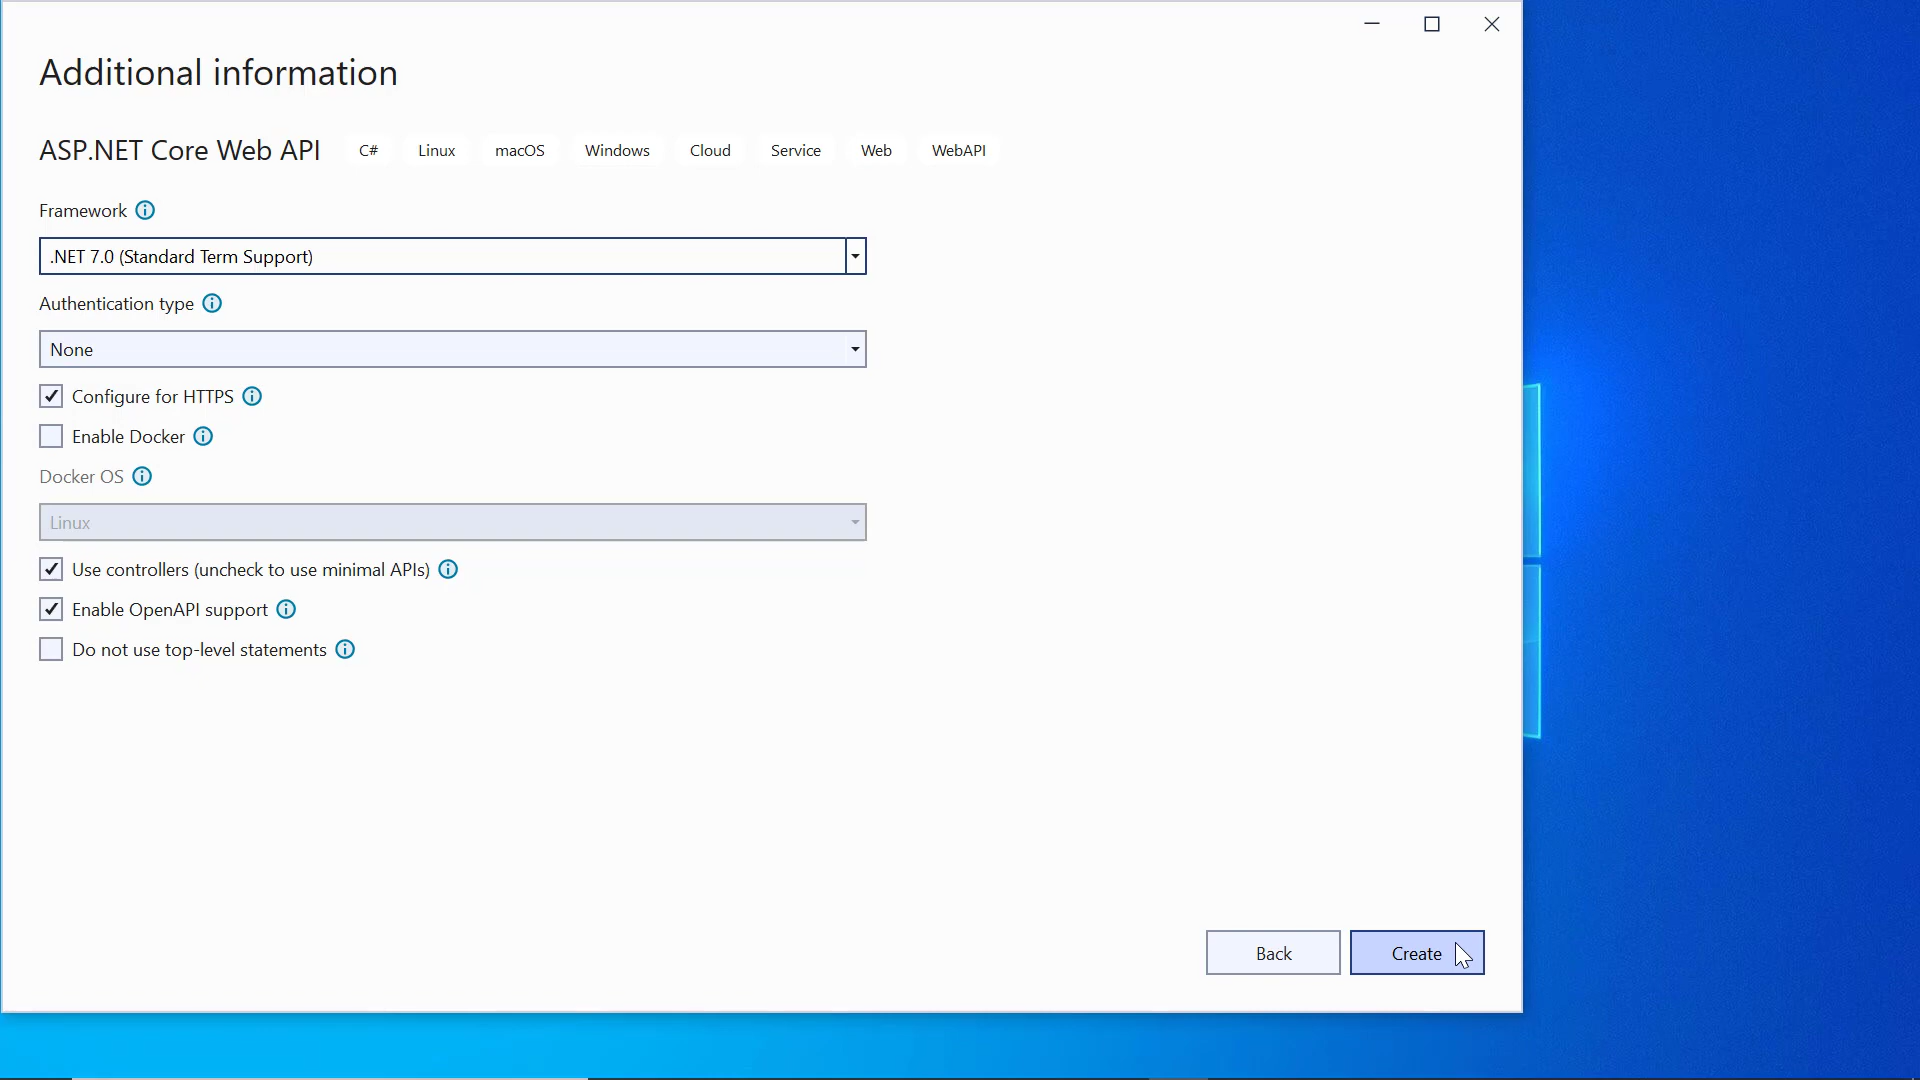 Additional information
ASP.NET Core Web API C# Linux macOS Windows Cloud Service Web WebAPI
Framework
.NET 7.0 (Standard Term Support)
Authentication type
None
Configure for HTTPS
Enable Docker
Docker OS
Linux
Use controllers (uncheck to use minimal APIs)
Enable OpenAPI support
Do not use top-level statements
Back Create